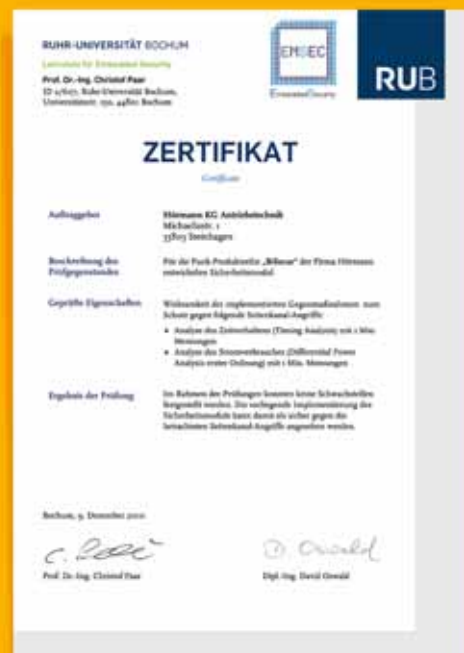 RUHR-UNIVERSITÄT BOCHUM
Lehrstuhl für Embedded Security
Prof. Dr.-Ing. Christof Paar
ID 2/607, Ruhr-Universität Bochum,
Universitätsstr. 150, 44801 Bochum
EMSEC
EmbeddedSecurity
RUB
ZERTIFIKAT
Certificate
Auftraggeber
Hörmann KG Antriebstechnik
Michaelisstr. 1
33803 Steinhagen
Beschreibung des
Prüfgegenstandes
Für die Funk-Produktreihe „BiSecur“ der Firma Hörmann
entwickeltes Sicherheitsmodul
Geprüfte Eigenschaften
Wirksamkeit der implementierten Gegenmaßnahmen zum
Schutz gegen folgende Seitenkanal-Angriffe:
• Analyse des Zeitverhaltens (Timing Analysis) mit 1 Mio.
Messungen
• Analyse des Stromverbrauches (Differential Power
Analysis erster Ordnung) mit 1 Mio. Messungen
Ergebnis der Prüfung
Im Rahmen der Prüfungen konnten keine Schwachstellen
festgestellt werden. Die vorliegende Implementierung des
Sicherheitsmoduls kann damit als sicher gegen die
betrachteten Seitenkanal-Angriffe angesehen werden.
Bochum, 9. Dezember 2010
C. Paar
D. Oswald
Prof. Dr.-Ing. Christof Paar
Dipl.-Ing. David Oswald